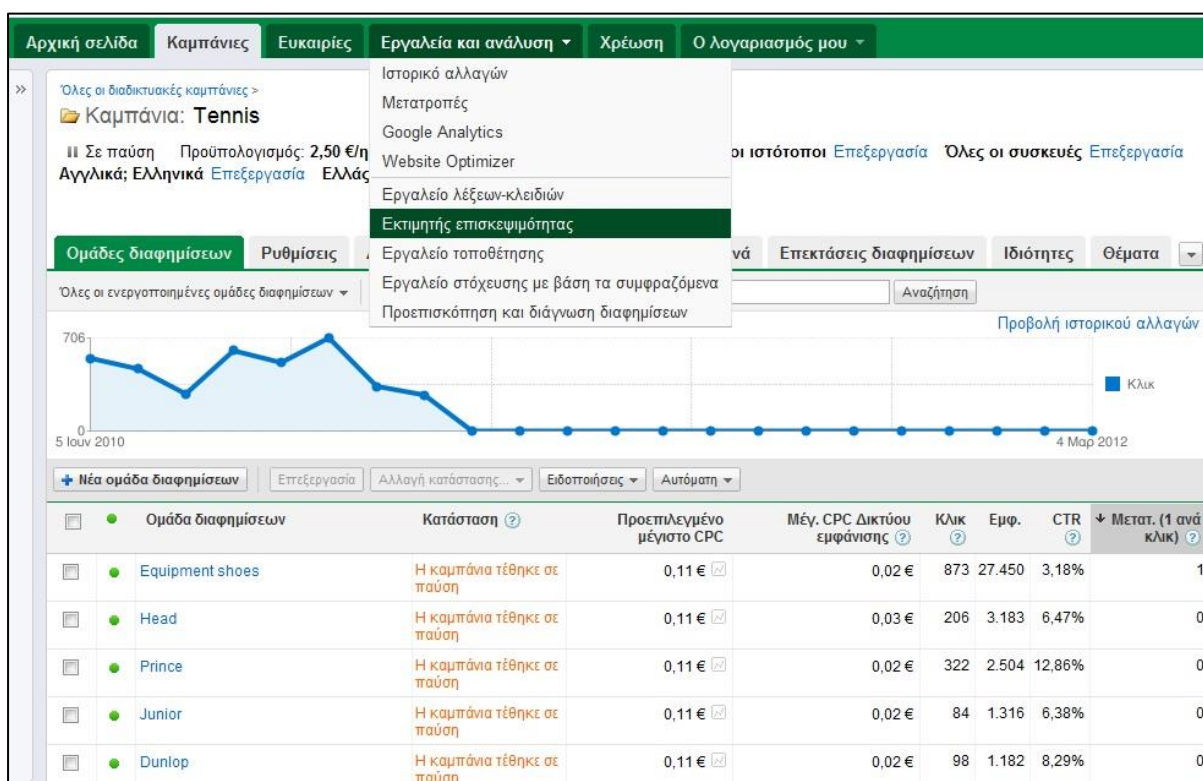 Αρχική σελίδα Καμπάνιες Ευκαιρίες Εργαλεία και ανάλυση Χρέωση Ο λογαριασμός μου
Ιστορικό αλλαγών
Μετατροπές
Google Analytics
Website Optimizer
Εργαλείο λέξεων-κλειδιών
Εκτιμητής επισκεψιμότητας
Εργαλείο τοποθέτησης
Εργαλείο στόχευσης με βάση τα συμφραζόμενα
Προεπισκόπηση και διάγνωση διαφημίσεων
Όλες οι διαδικτυακές καμπάνιες >
Καμπάνια: Tennis
Σε παύση Προϋπολογισμός: 2,50 €/η οι ιστότοποι Επεξεργασία Όλες οι συσκευές Επεξεργασία
Αγγλικά; Ελληνικά Επεξεργασία Ελλάς
Ομάδες διαφημίσεων Ρυθμίσεις νά Επεκτάσεις διαφημίσεων Ιδιότητες Θέματα
Όλες οι ενεργοποιημένες ομάδες διαφημίσεων Αναζήτηση
Προβολή ιστορικού αλλαγών
706
Κλικ
0
5 Ιουν 2010 4 Μαρ 2012
Νέα ομάδα διαφημίσεων Επεξεργασία Αλλαγή κατάστασης... Ειδοποιήσεις Αυτόματη
Ομάδα διαφημίσεων Κατάσταση Προεπιλεγμένο μέγιστο CPC Μέγ. CPC Δικτύου εμφάνισης Κλικ Εμφ. CTR Μετατ. (1 ανά κλικ)
Equipment shoes Η καμπάνια τέθηκε σε παύση 0,11 € 0,02 € 873 27.450 3,18% 1
Head Η καμπάνια τέθηκε σε παύση 0,11 € 0,03 € 206 3.183 6,47% 0
Prince Η καμπάνια τέθηκε σε παύση 0,11 € 0,02 € 322 2.504 12,86% 0
Junior Η καμπάνια τέθηκε σε παύση 0,11 € 0,02 € 84 1.316 6,38% 0
Dunlop Η καμπάνια τέθηκε σε παύση 0,11 € 0,02 € 98 1.182 8,29% 0